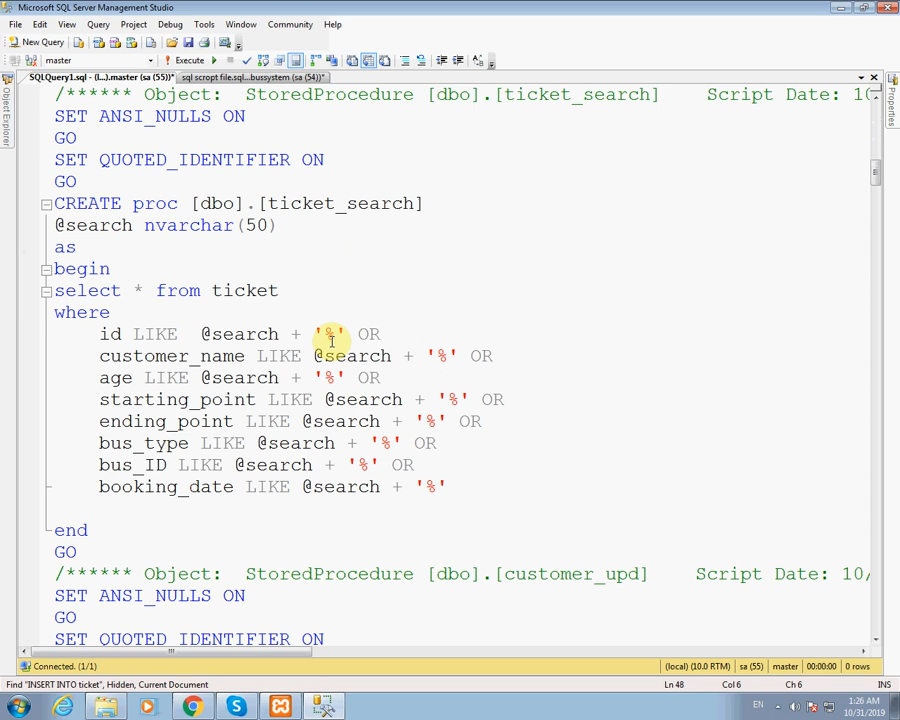 Microsoft SQL Server Management Studio
File Edit View Query Project Debug Tools Window Community Help
New Query
master Execute
SQLQuery1.sql - (l...).master (sa (55))* sql scropt file.sql...bussystem (sa (54))*
Object Explorer
Properties
/****** Object:  StoredProcedure [dbo].[ticket_search]    Script Date: 10
SET ANSI_NULLS ON
GO
SET QUOTED_IDENTIFIER ON
GO
CREATE proc [dbo].[ticket_search]
@search nvarchar(50)
as
begin
select * from ticket
where
id LIKE  @search + '%' OR
customer_name LIKE @search + '%' OR
age LIKE @search + '%' OR
starting_point LIKE @search + '%' OR
ending_point LIKE @search + '%' OR
bus_type LIKE @search + '%' OR
bus_ID LIKE @search + '%' OR
booking_date LIKE @search + '%'
end
GO
/****** Object:  StoredProcedure [dbo].[customer_upd]    Script Date: 10/
SET ANSI_NULLS ON
GO
SET QUOTED_IDENTIFIER ON
Connected. (1/1) (local) (10.0 RTM) sa (55) master 00:00:00 0 rows
Find "INSERT INTO ticket", Hidden, Current Document Ln 48 Col 6 Ch 6 INS
EN 1:26 AM
10/31/2019